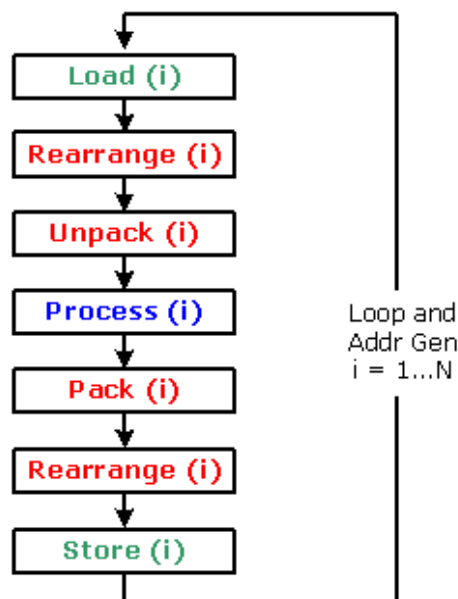 Load (i)
Rearrange (i)
Unpack (i)
Process (i)
Pack (i)
Rearrange (i)
Store (i)
Loop and
Addr Gen
i = 1...N